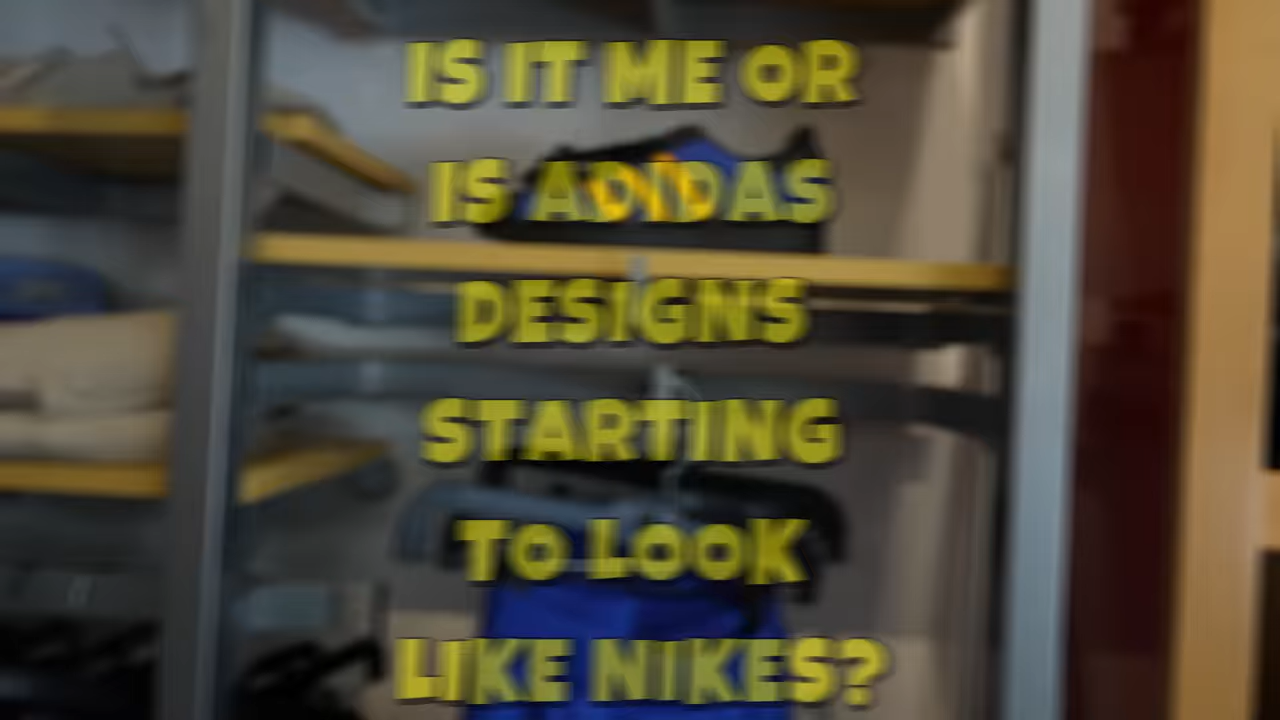 IS IT ME OR
IS ADIDAS
DESIGNS
STARTING
TO LOOK
LIKE NIKES?